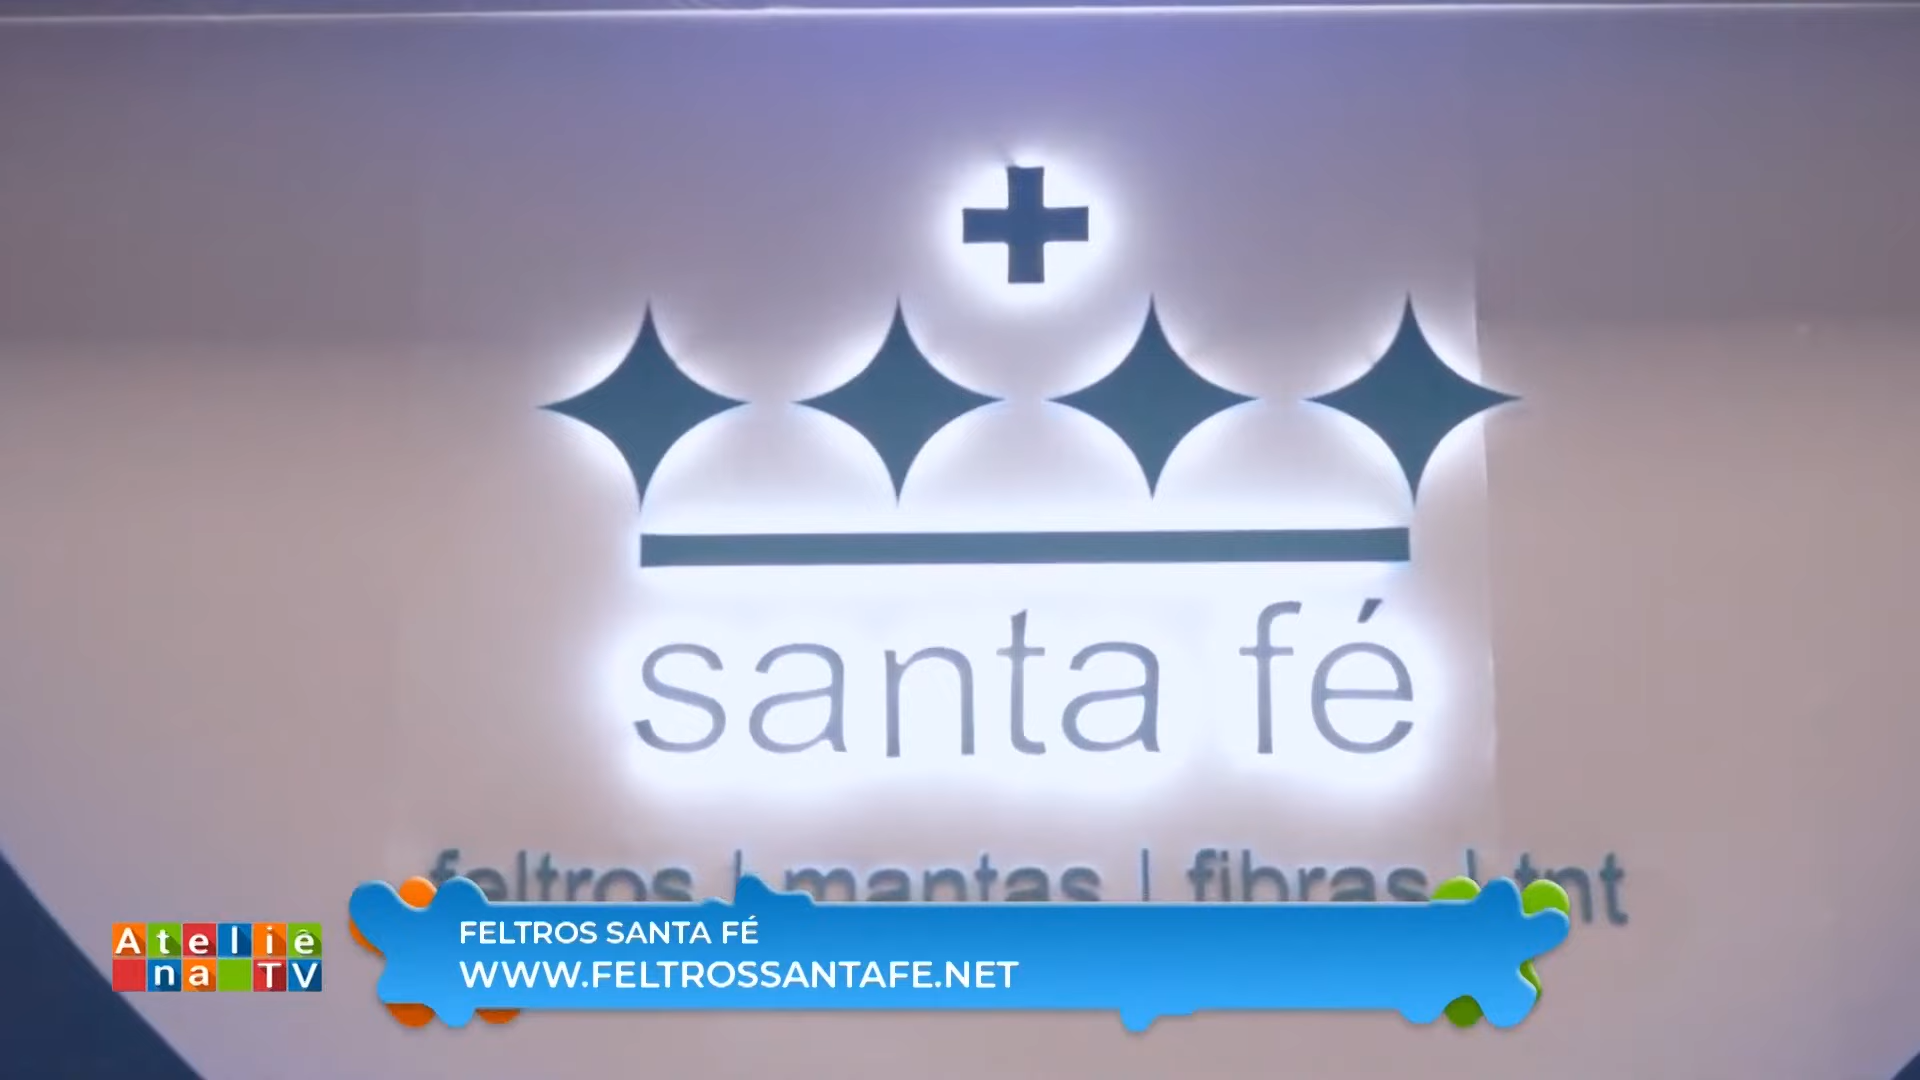 santa fé
feltros | mantas | fibras | tnt
FELTROS SANTA FÉ
WWW.FELTROSSANTAFE.NET
Ateliê
na TV